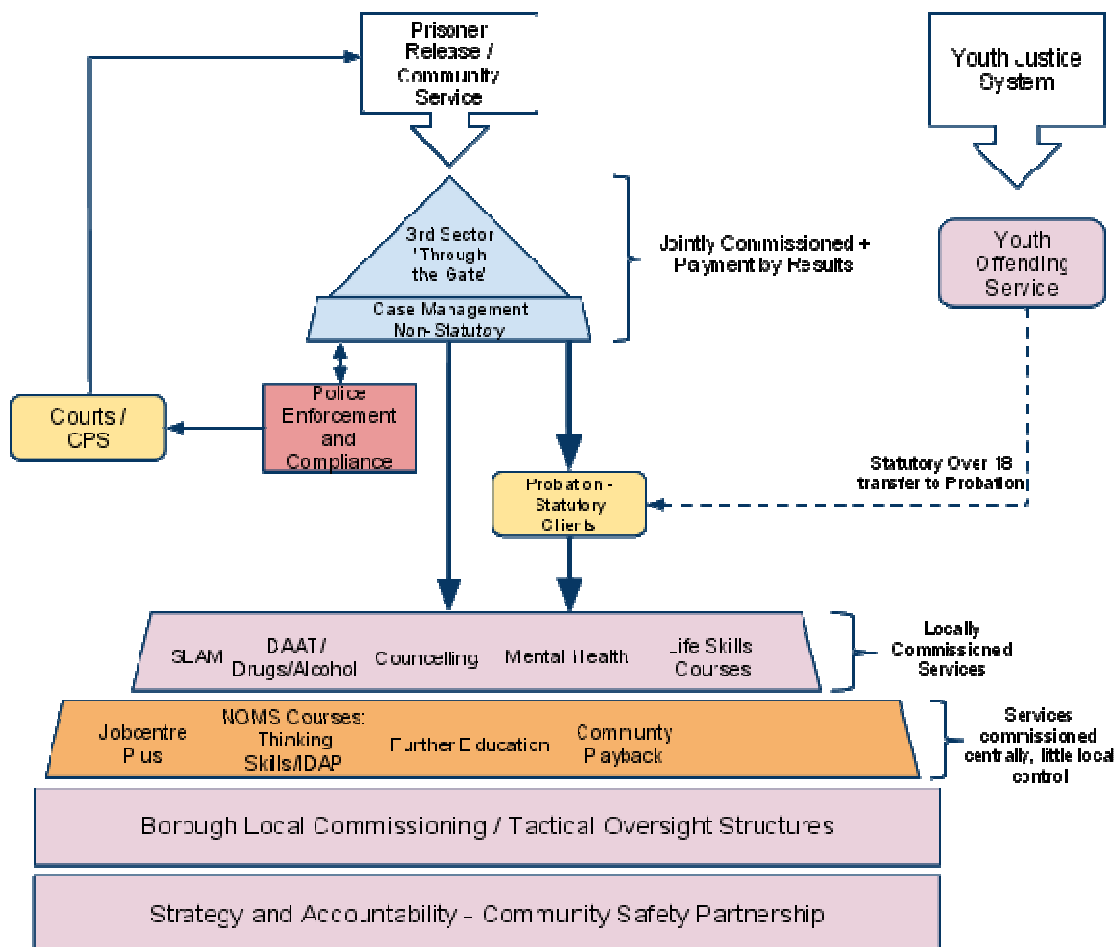 Prisoner
Release /
Community
Service
Youth Justice
System
3rd Sector
'Through
the Gate'
Jointly Commissioned +
Payment by Results
Youth
Offending
Service
Case Management
Non-Statutory
Police
Enforcement
and
Compliance
Courts /
CPS
Statutory Over 18
transfer to Probation
Probaton -
Statutory
Clients
SLAM
DAAT/
Drugs/Alcohol
Councelling
Mental Health
Life Skills
Courses
Locally
Commissioned
Services
Jobcentre
Plus
NOMS Courses:
Thinking
Skills/IDAP
Further Education
Community
Playback
Services
commissioned
centrally, little local
control
Borough Local Commissioning / Tactical Oversight Structures
Strategy and Accountability – Community Safety Partnership